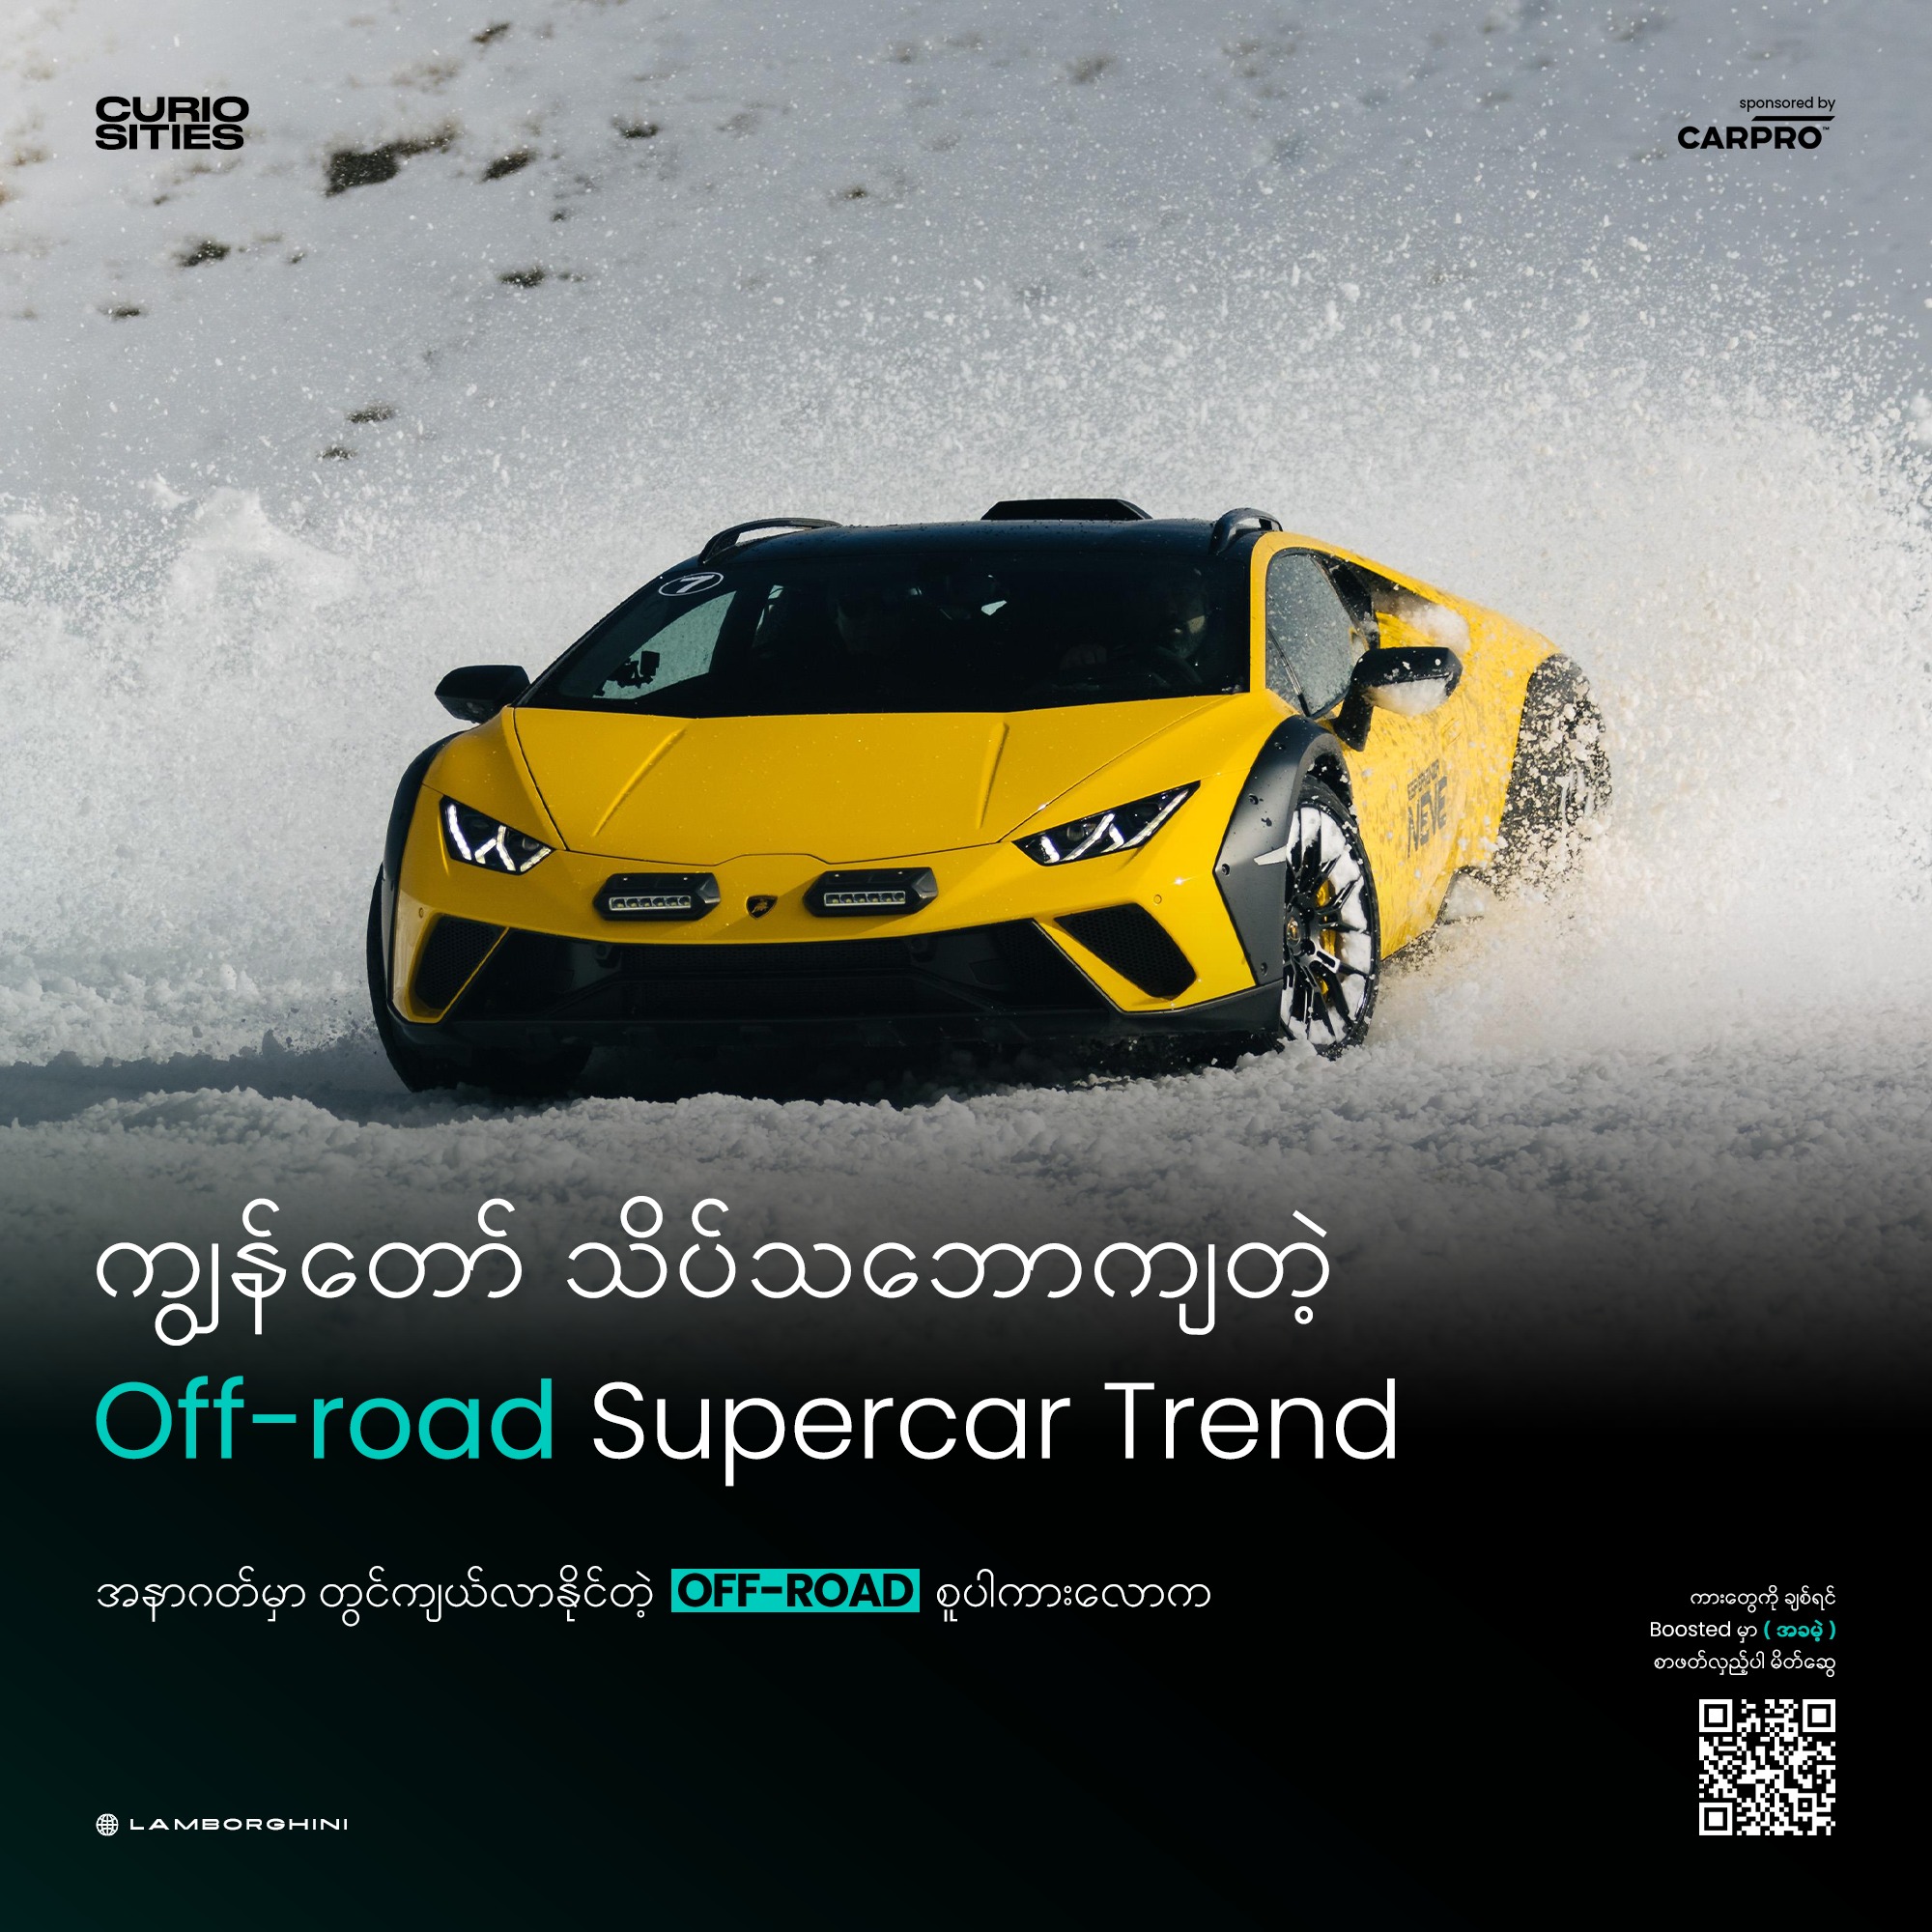 CURIO
SITIES
sponsored by
CARPRO™
7
NEVE
ကျွန်တော် သိပ်သဘောကျတဲ့
Off-road Supercar Trend
အနာဂတ်မှာ တွင်ကျယ်လာနိုင်တဲ့ OFF-ROAD စူပါကားလောက
ကားတွေကို ချစ်ရင်
Boosted မှာ ( အခမဲ့ )
စာဖတ်လှည့်ပါ မိတ်ဆွေ
LAMBORGHINI